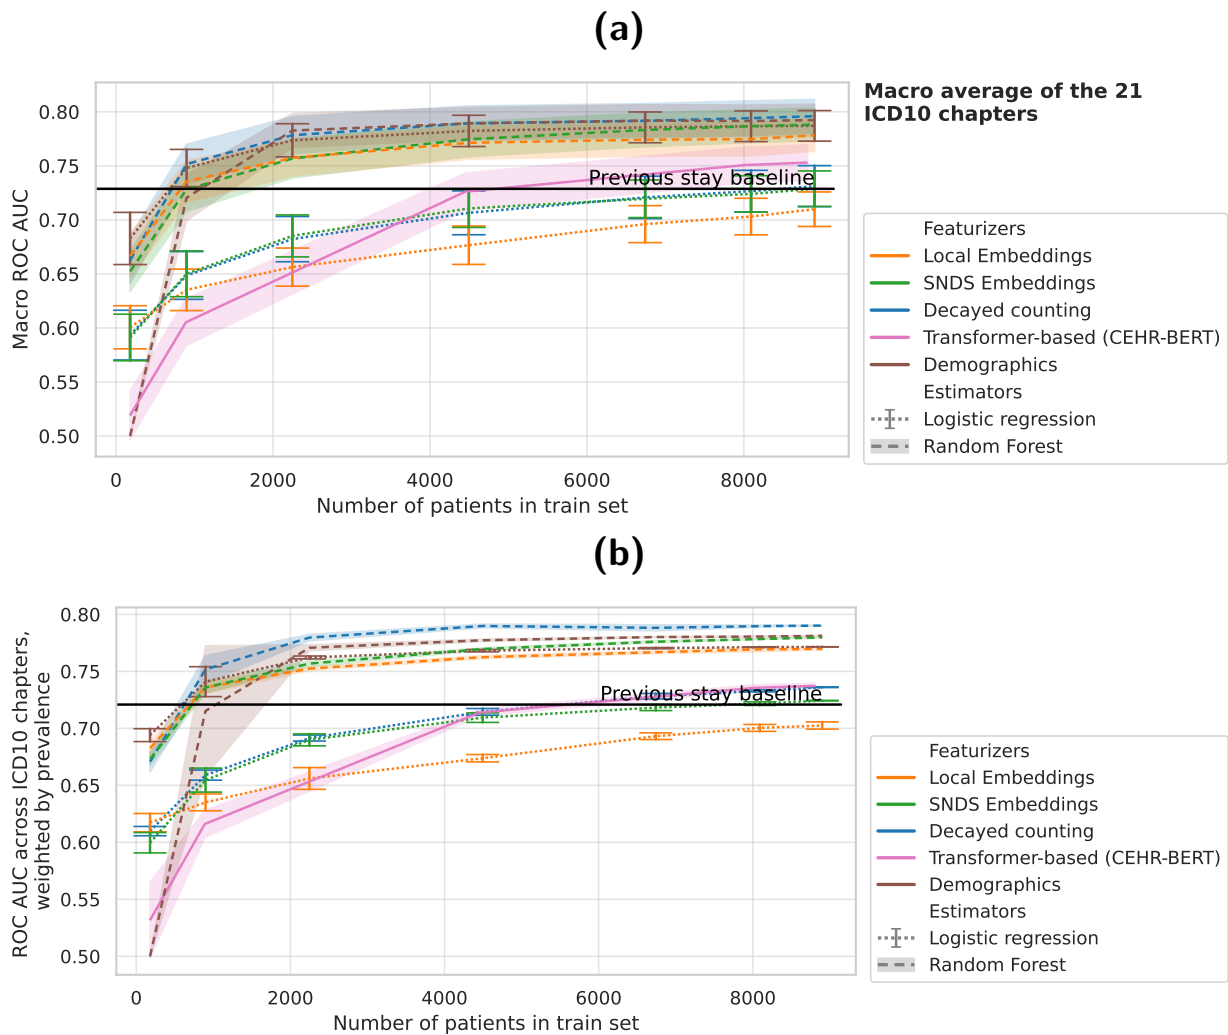 (a)
0.80
0.75
0.70
0.65
0.60
0.55
0.50
Macro ROC AUC
Previous stay baseline
0 2000 4000 6000 8000
Number of patients in train set
Macro average of the 21
ICD10 chapters
Featurizers
Local Embeddings
SNDS Embeddings
Decayed counting
Transformer-based (CEHR-BERT)
Demographics
Estimators
Logistic regression
Random Forest
(b)
0.80
0.75
0.70
0.65
0.60
0.55
0.50
ROC AUC across ICD10 chapters,
weighted by prevalence
Previous stay baseline
0 2000 4000 6000 8000
Number of patients in train set
Featurizers
Local Embeddings
SNDS Embeddings
Decayed counting
Transformer-based (CEHR-BERT)
Demographics
Estimators
Logistic regression
Random Forest